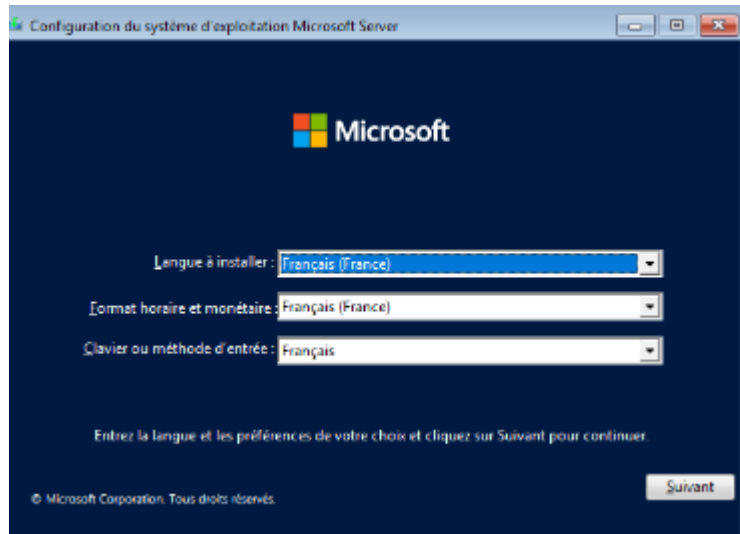 Configuration du système d'exploitation Microsoft Server
Microsoft
Langue à installer : Français (France)
Format horaire et monétaire : Français (France)
Clavier ou méthode d'entrée : Français
Entrez la langue et les préférences de votre choix et cliquez sur Suivant pour continuer.
Suivant
© Microsoft Corporation. Tous droits réservés.